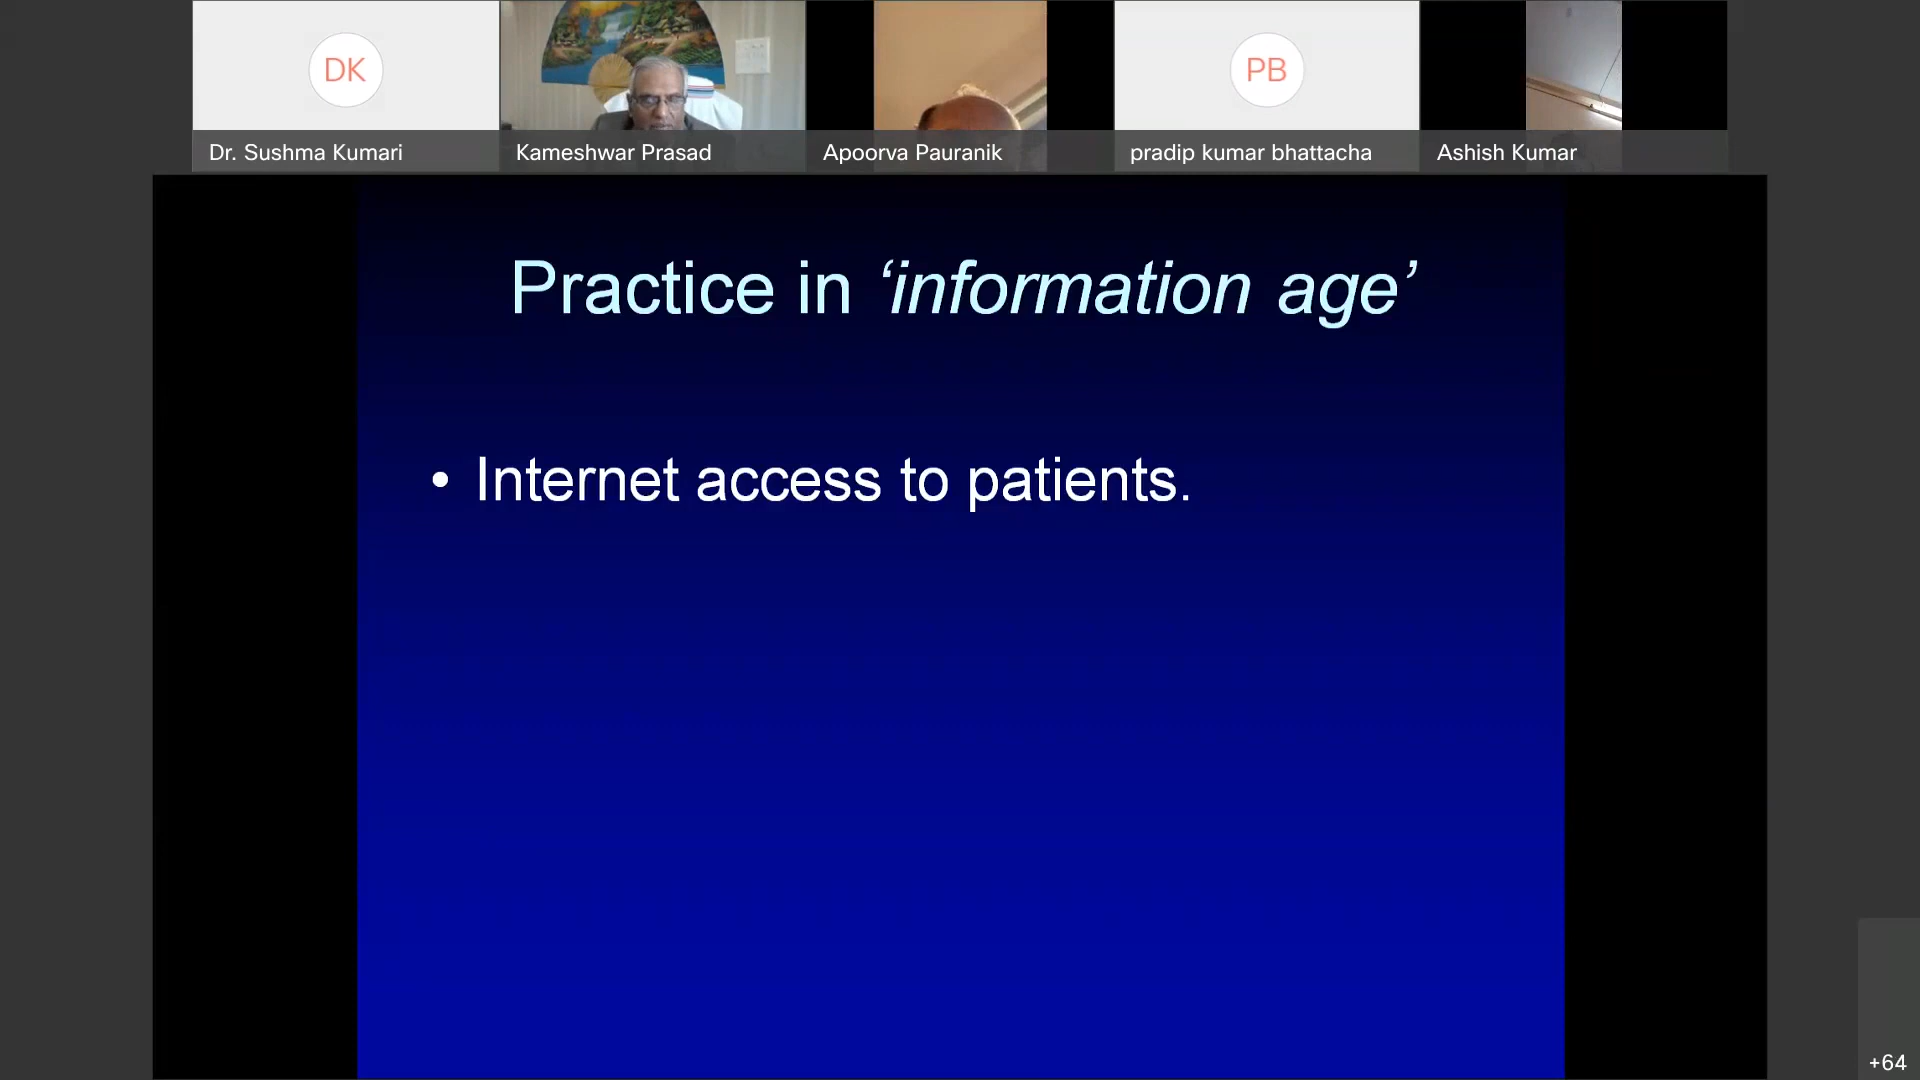 DK
PB
Dr. Sushma Kumari
Kameshwar Prasad
Apoorva Pauranik
pradip kumar bhattacha
Ashish Kumar
Practice in ‘information age’
• Internet access to patients.
+64